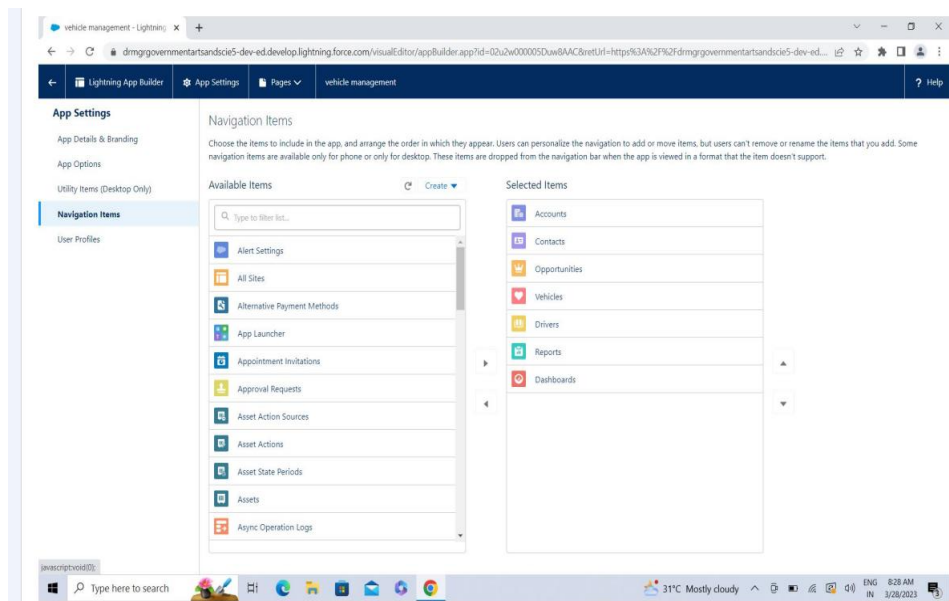 vehicle management - Lightning
drmgrgovernmentartsandscie5-dev-ed.develop.lightning.force.com/visualEditor/appBuilder.app?id=02u2w000005Duw8AAC&retUrl=https%3A%2F%2Fdrmgrgovernmentartsandscie5-dev-ed....
Lightning App Builder App Settings Pages vehicle management ? Help
App Settings
App Details & Branding
App Options
Utility Items (Desktop Only)
Navigation Items
User Profiles
Navigation Items
Choose the items to include in the app, and arrange the order in which they appear. Users can personalize the navigation to add or move items, but users can't remove or rename the items that you add. Some
navigation items are available only for phone or only for desktop. These items are dropped from the navigation bar when the app is viewed in a format that the item doesn't support.
Available Items Create
Type to filter list...
Alert Settings
All Sites
Alternative Payment Methods
App Launcher
Appointment Invitations
Approval Requests
Asset Action Sources
Asset Actions
Asset State Periods
Assets
Async Operation Logs
Selected Items
Accounts
Contacts
Opportunities
Vehicles
Drivers
Reports
Dashboards
javascript:void(0);
Type here to search
31°C Mostly cloudy
ENG 8:28 AM
IN 3/28/2023